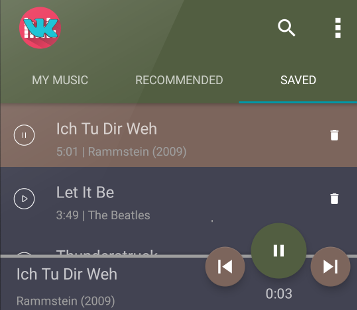 MY MUSIC RECOMMENDED SAVED
Ich Tu Dir Weh
5:01 | Rammstein (2009)
Let It Be
3:49 | The Beatles
Thunderstruck
Ich Tu Dir Weh
Rammstein (2009)
0:03